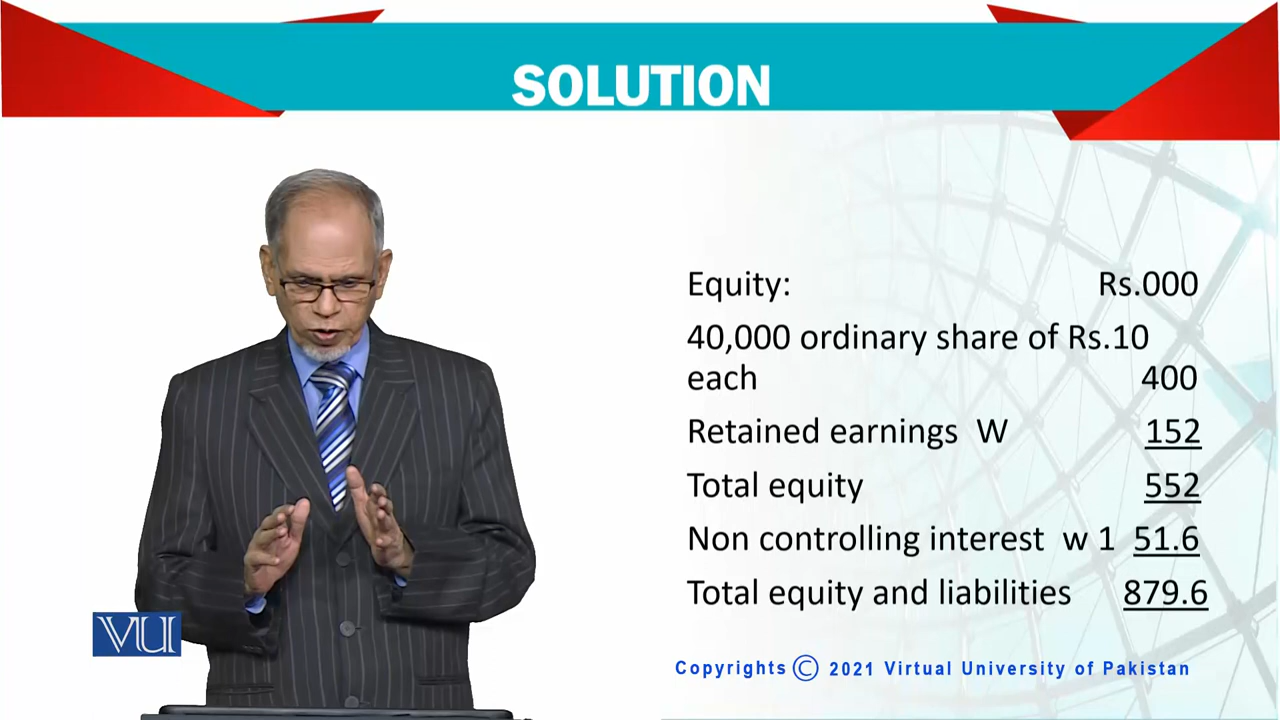 SOLUTION
Equity: Rs.000
40,000 ordinary share of Rs.10
each 400
Retained earnings W 152
Total equity 552
Non controlling interest w 1 51.6
Total equity and liabilities 879.6
VU
Copyrights © 2021 Virtual University of Pakistan